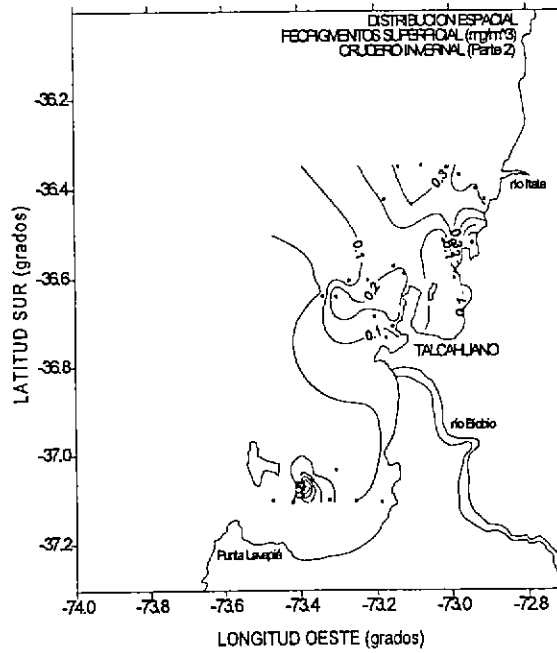 DISTRIBUCION ESPACIAL
FEOPIGMENTOS SUPERFICIAL (mg/m^3)
CRUCERO INVERNAL (Parte 2)
-36.2
-36.4
-36.6
-36.8
-37.0
-37.2
LATITUD SUR (grados)
0.3
río Itata
0.1
0.3
0.2
0.1
0.1
TALCAHUANO
río Biobío
Punta Lavapié
-74.0
-73.8
-73.6
-73.4
-73.2
-73.0
-72.8
LONGITUD OESTE (grados)